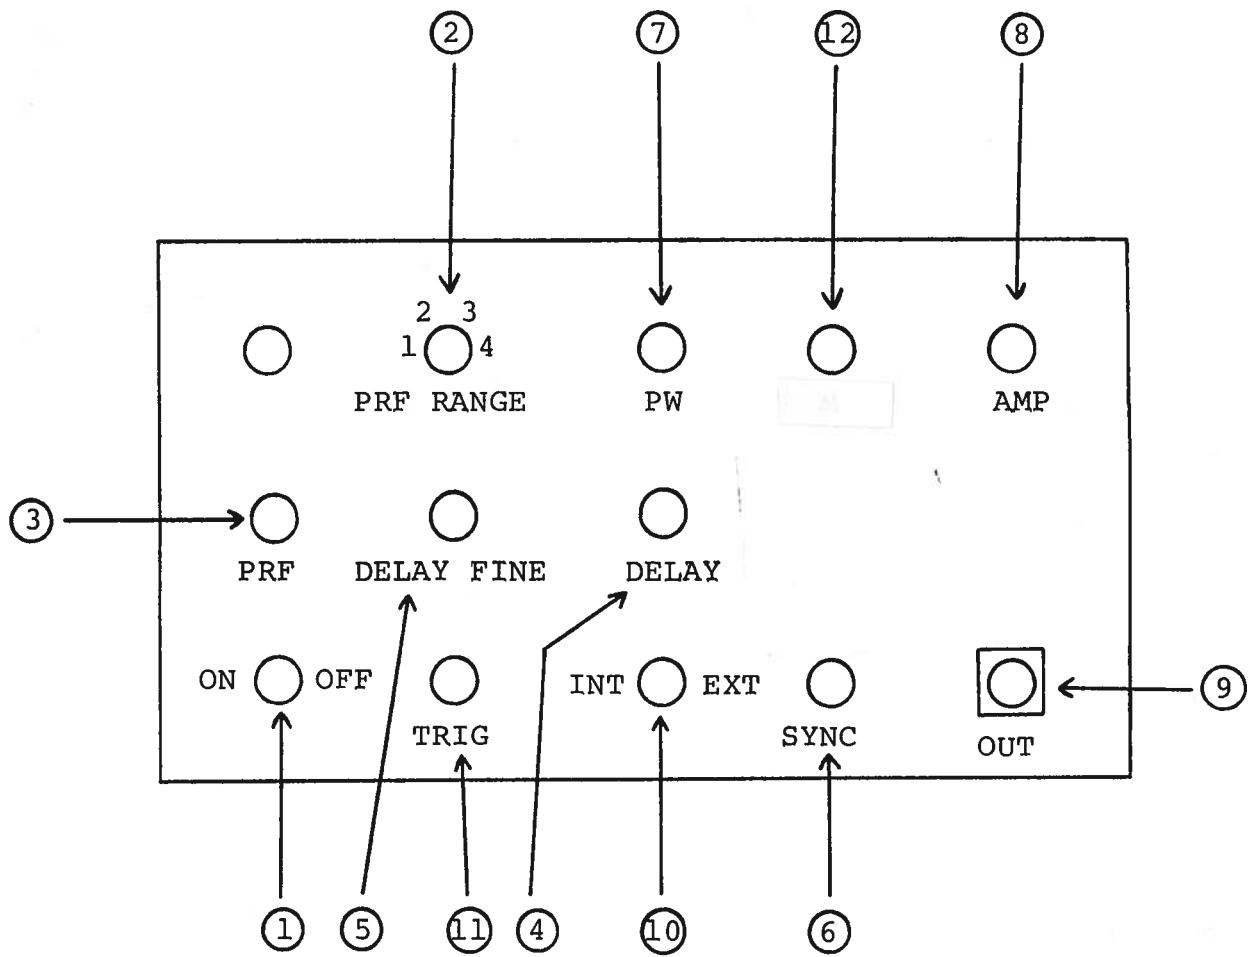 2 7 12 8
2 3
1 4
PRF RANGE PW AMP
3
PRF DELAY FINE DELAY
ON OFF INT EXT
9
TRIG SYNC OUT
1 5 11 4 10 6